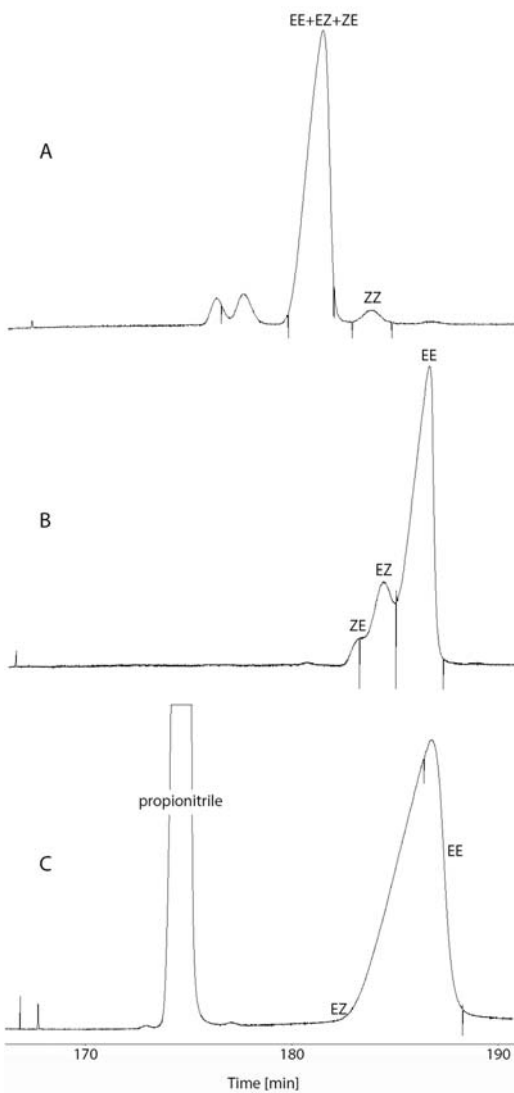 EE+EZ+ZE
A
ZZ
EE
B
EZ
ZE
propionitrile
C
EE
EZ
170 180 190
Time [min]